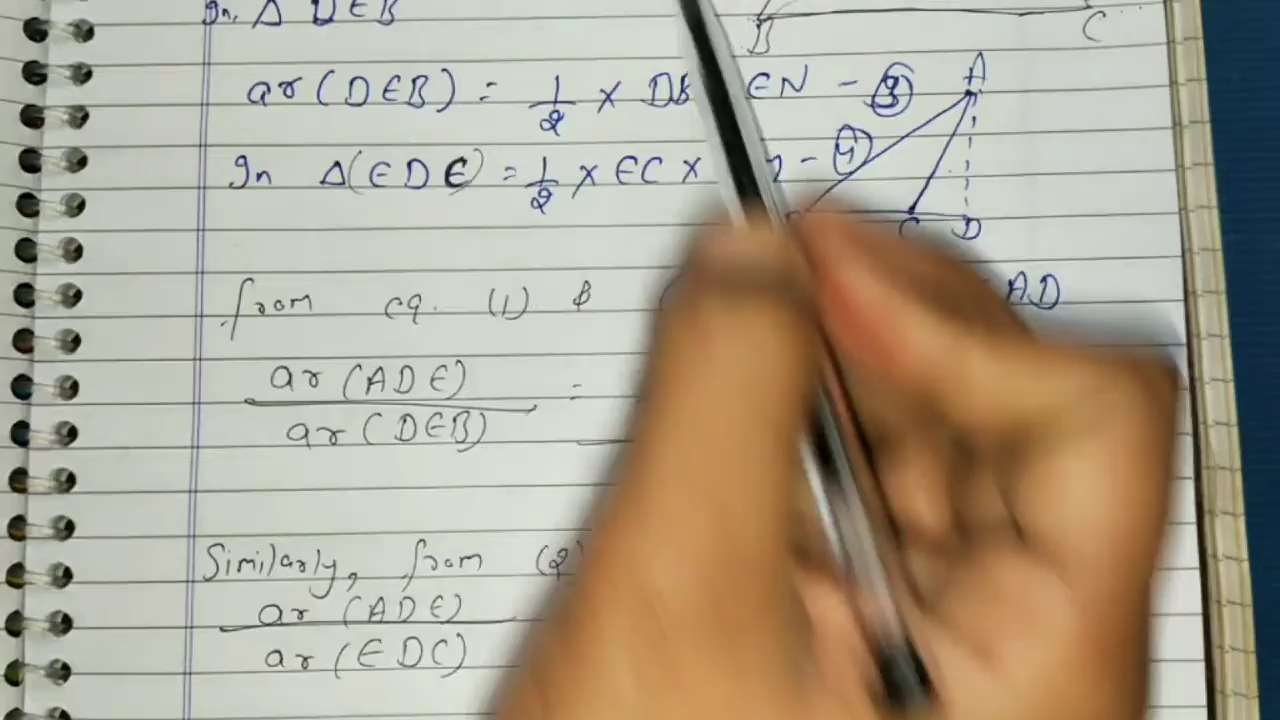 In, Δ DEB
B C
ar(DEB) = 1/2 × DB EN - (3)
A
In Δ(EDC) = 1/2 × EC × - (4)
C D
from eq. (1) &
AD
ar(ADE) =
ar(DEB)
Similarly, from (2)
ar(ADE)
ar(EDC)